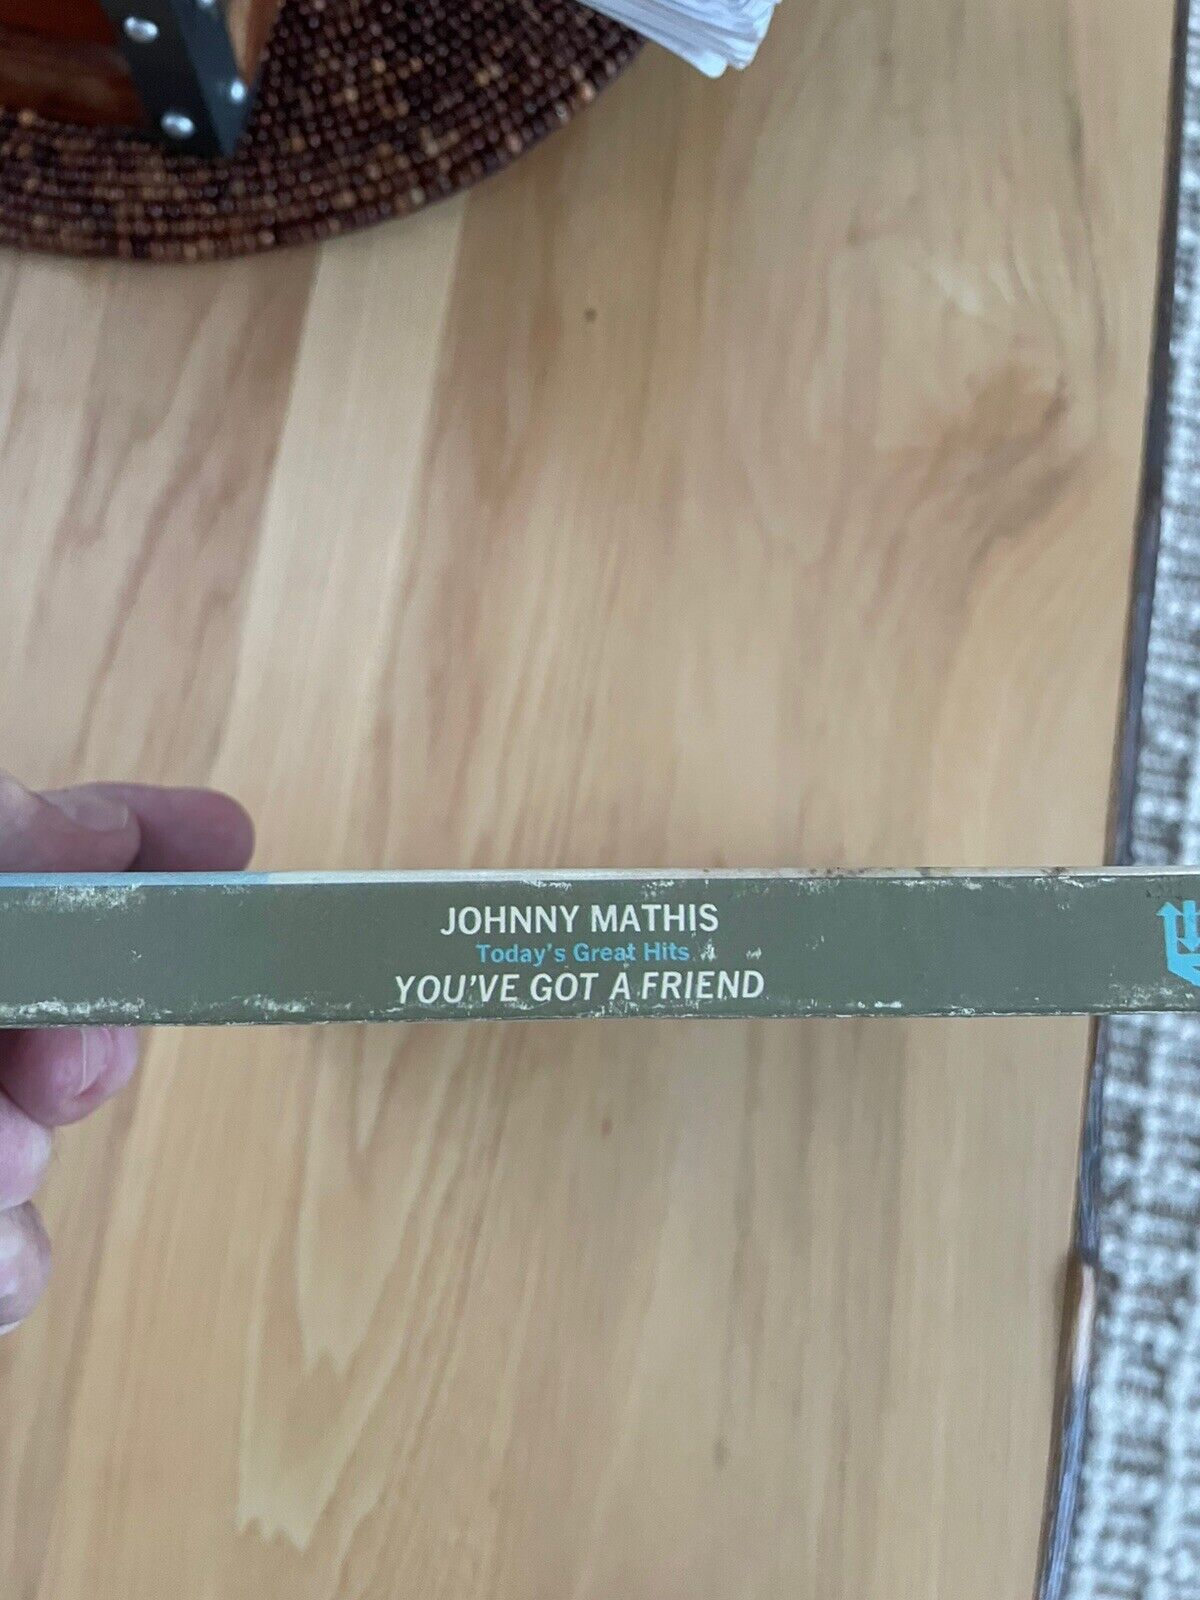 JOHNNY MATHIS
Today's Great Hits
YOU'VE GOT A FRIEND